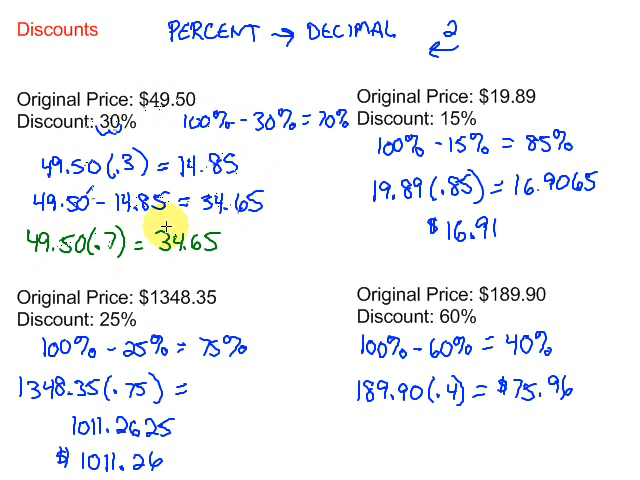 Discounts
PERCENT → DECIMAL 2
Original Price: $49.50
Discount: 30%
100% - 30% = 70%
49.50(.3) = 14.85
49.50 - 14.85 = 34.65
49.50(.7) = 34.65
Original Price: $19.89
Discount: 15%
100% - 15% = 85%
19.89(.85) = 16.9065
$16.91
Original Price: $1348.35
Discount: 25%
100% - 25% = 75%
1348.35(.75) =
1011.2625
$1011.26
Original Price: $189.90
Discount: 60%
100% - 60% = 40%
189.90(.4) = $75.96